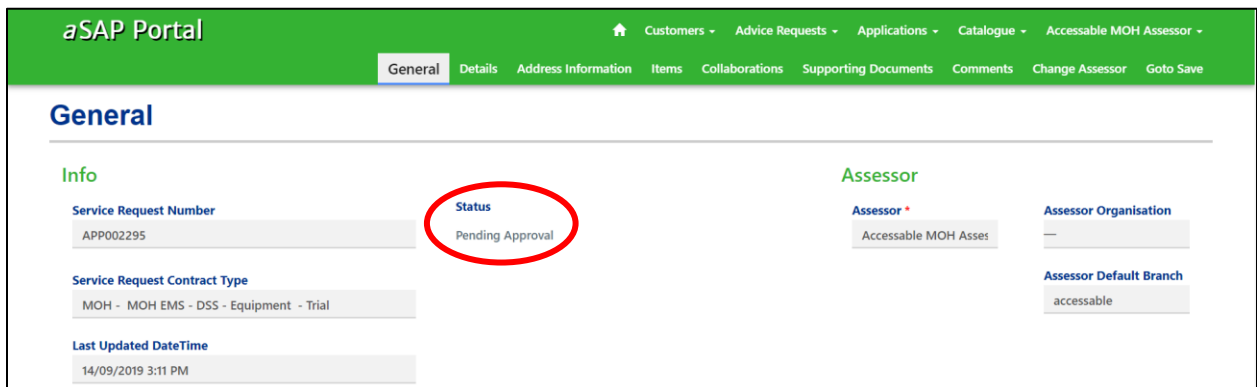 aSAP Portal
Customers
Advice Requests
Applications
Catalogue
Accessable MOH Assessor
General
Details
Address Information
Items
Collaborations
Supporting Documents
Comments
Change Assessor
Goto Save
General
Info
Service Request Number
APP002295
Status
Pending Approval
Service Request Contract Type
MOH - MOH EMS - DSS - Equipment - Trial
Last Updated DateTime
14/09/2019 3:11 PM
Assessor
Assessor *
Accessable MOH Asses
Assessor Organisation
—
Assessor Default Branch
accessable